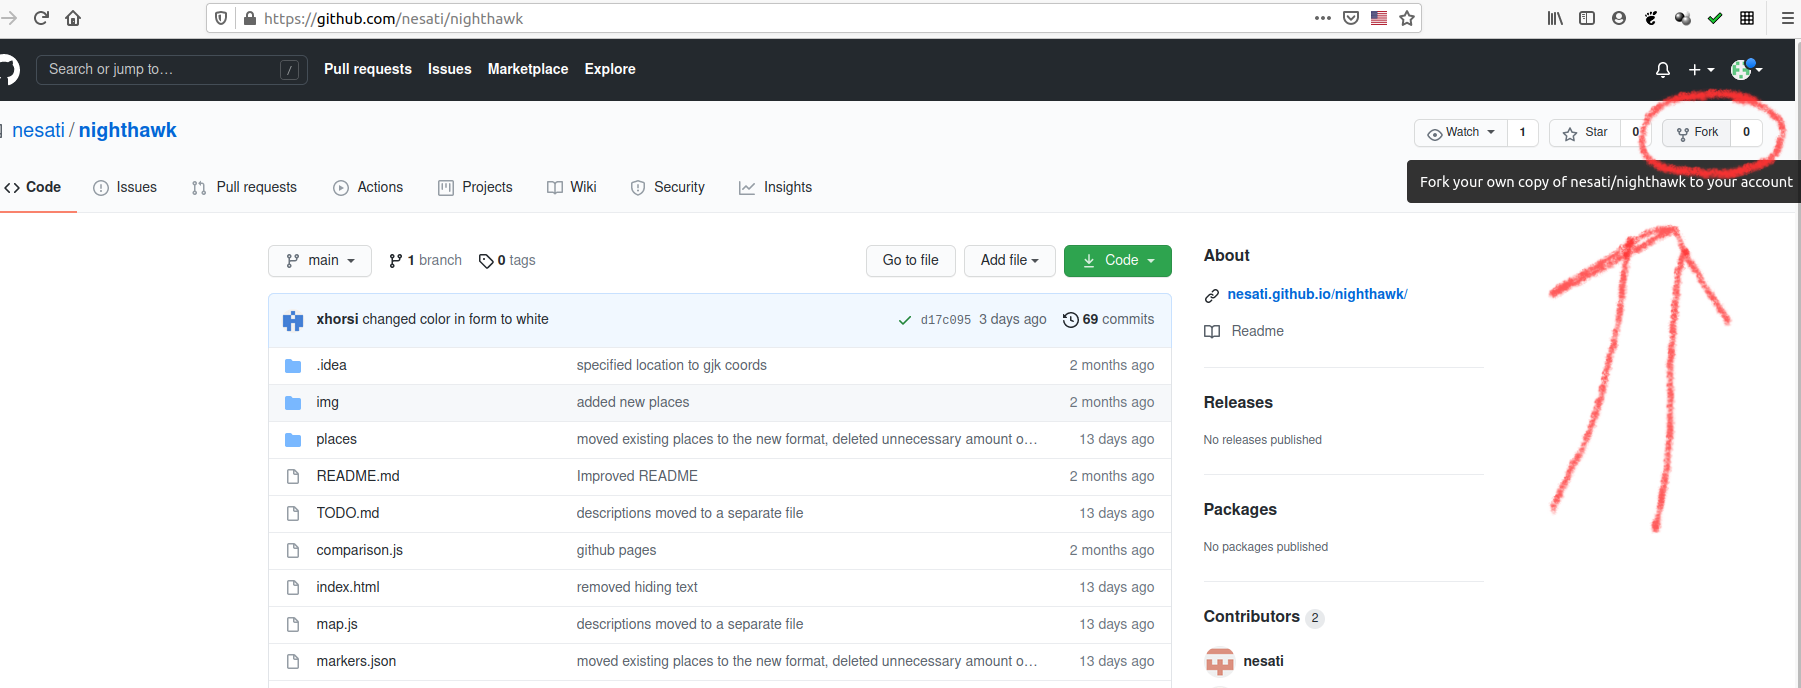 https://github.com/nesati/nighthawk
Search or jump to… / Pull requests Issues Marketplace Explore
nesati / nighthawk Watch 1 Star 0 Fork 0
Code Issues Pull requests Actions Projects Wiki Security Insights
Fork your own copy of nesati/nighthawk to your account
main 1 branch 0 tags Go to file Add file Code
About
nesati.github.io/nighthawk/
Readme
xhorsi changed color in form to white d17c095 3 days ago 69 commits
.idea specified location to gjk coords 2 months ago
img added new places 2 months ago
places moved existing places to the new format, deleted unnecessary amount o… 13 days ago
README.md Improved README 2 months ago
TODO.md descriptions moved to a separate file 13 days ago
comparison.js github pages 2 months ago
index.html removed hiding text 13 days ago
map.js descriptions moved to a separate file 13 days ago
markers.json moved existing places to the new format, deleted unnecessary amount o… 13 days ago
Releases
No releases published
Packages
No packages published
Contributors 2
nesati